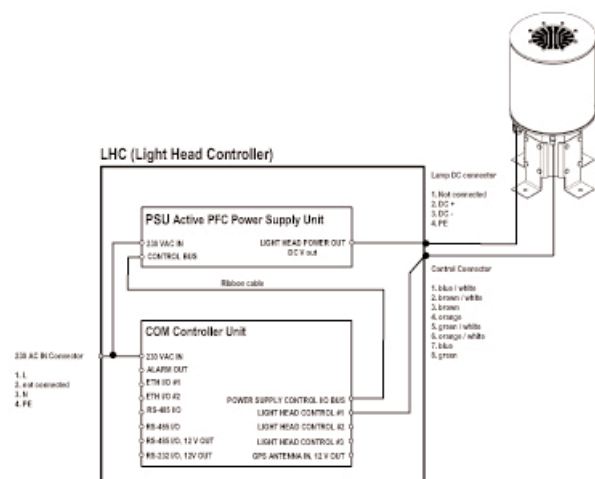 LHC (Light Head Controller)
Lamp DC connector
1. Not connected
2. DC +
3. DC -
4. PE
PSU Active PFC Power Supply Unit
230 VAC IN
LIGHT HEAD POWER OUT
DC V out
CONTROL BUS
Ribbon cable
Control Connector
1. blue / white
2. brown / white
3. brown
4. orange
5. green / white
6. orange / white
7. blue
8. green
COM Controller Unit
230 AC IN Connector
1. L
2. not connected
3. N
4. PE
230 VAC IN
ALARM OUT
ETH I/O #1
ETH I/O #2
RS-485 I/O
RS-485 I/O
RS-485 I/O, 12 V OUT
RS-232 I/O, 12V OUT
POWER SUPPLY CONTROL I/O BUS
LIGHT HEAD CONTROL #1
LIGHT HEAD CONTROL #2
LIGHT HEAD CONTROL #3
GPS ANTENNA IN, 12 V OUT